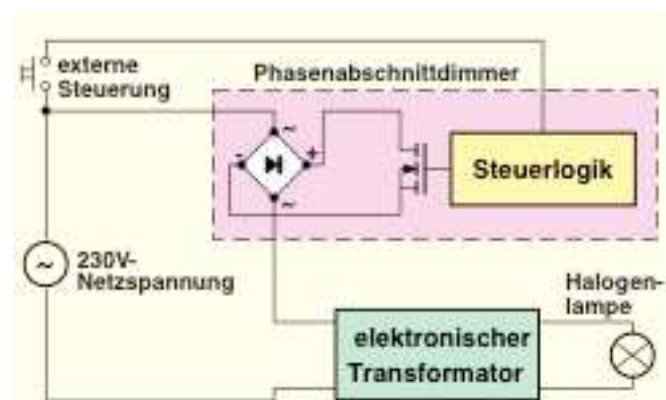 externe
Steuerung
Phasenabschnittdimmer
~
-
+
~
Steuerlogik
~
230V-
Netzspannung
Halogen-
lampe
elektronischer
Transformator